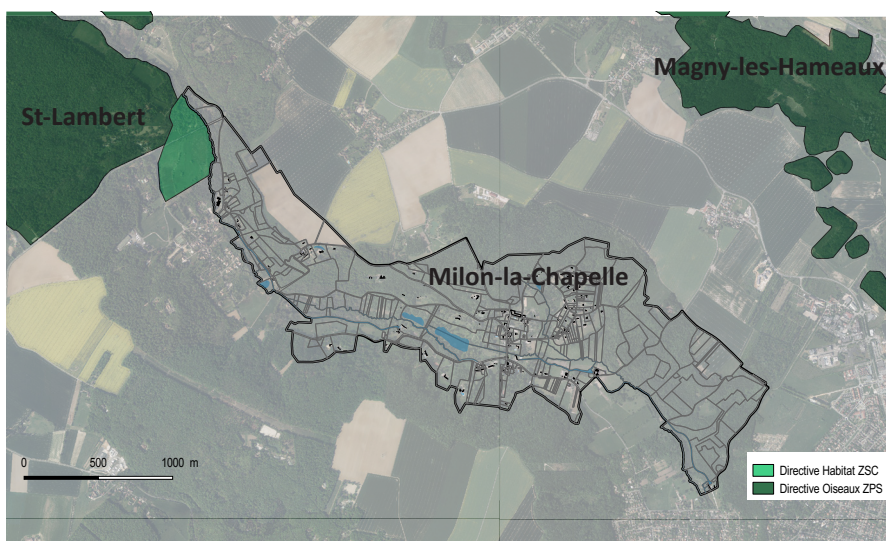 Magny-les-Hameaux
St-Lambert
Milon-la-Chapelle
0 500 1000 m
Directive Habitat ZSC
Directive Oiseaux ZPS